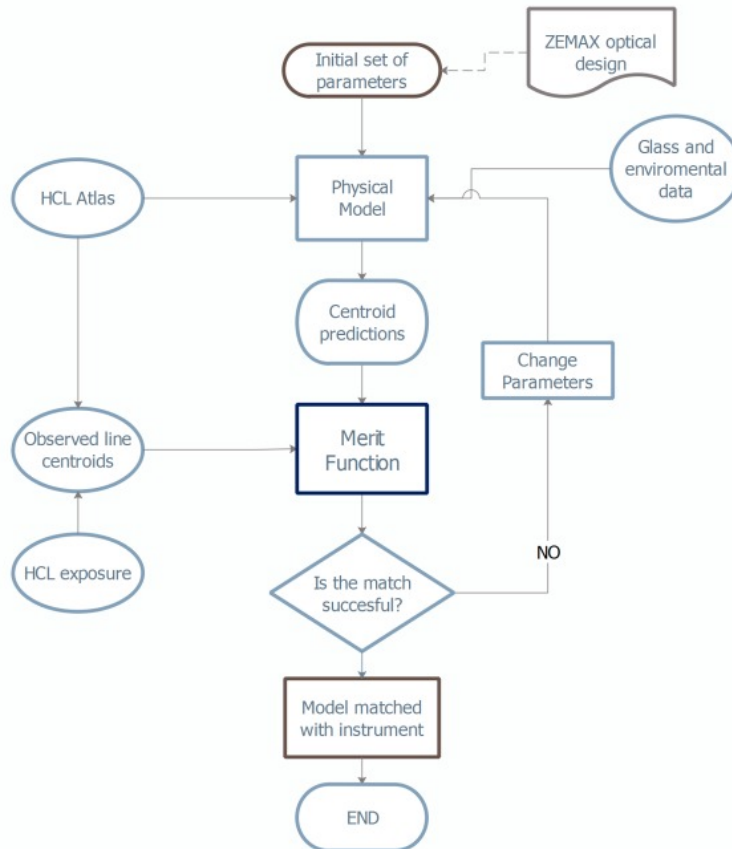 Initial set of
parameters
ZEMAX optical
design
Glass and
enviromental
data
HCL Atlas
Physical
Model
Centroid
predictions
Change
Parameters
Observed line
centroids
Merit
Function
HCL exposure
NO
Is the match
succesful?
Model matched
with instrument
END